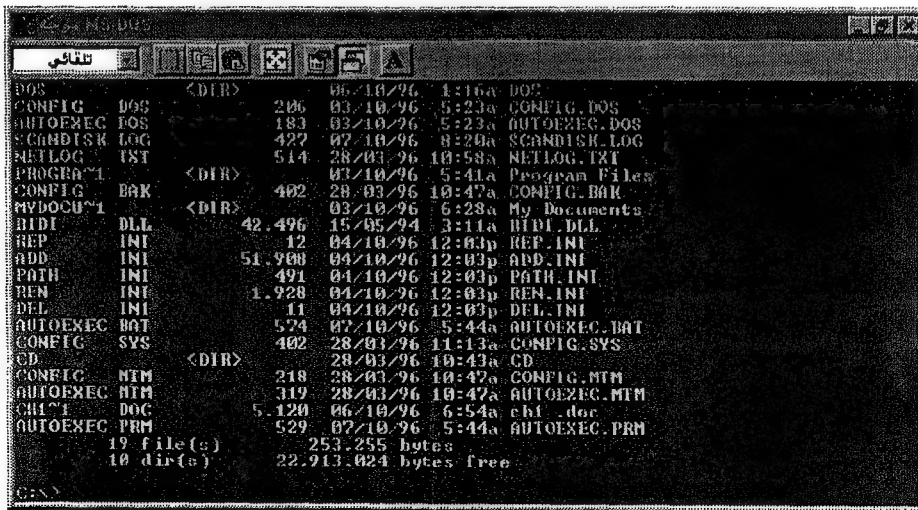 موجه MS-DOS
تلقائي
A
DOS <DIR> 06/10/96 1:16a DOS
CONFIG DOS 206 03/10/96 5:23a CONFIG.DOS
AUTOEXEC DOS 183 03/10/96 5:23a AUTOEXEC.DOS
SCANDISK LOG 427 07/10/96 8:20a SCANDISK.LOG
NETLOG TXT 514 28/03/96 10:58a NETLOG.TXT
PROGRA~1 <DIR> 03/10/96 5:41a Program Files
CONFIG BAK 402 28/03/96 10:47a CONFIG.BAK
MYDOCU~1 <DIR> 03/10/96 6:28a My Documents
BIDI DLL 42.496 15/05/94 3:11a BIDI.DLL
REP INI 12 04/10/96 12:03p REP.INI
ADD INI 51.908 04/10/96 12:03p ADD.INI
PATH INI 491 04/10/96 12:03p PATH.INI
REN INI 1.928 04/10/96 12:03p REN.INI
DEL INI 11 04/10/96 12:03p DEL.INI
AUTOEXEC BAT 574 07/10/96 5:44a AUTOEXEC.BAT
CONFIG SYS 402 28/03/96 11:13a CONFIG.SYS
CD <DIR> 28/03/96 10:43a CD
CONFIG MTM 218 28/03/96 10:47a CONFIG.MTM
AUTOEXEC MTM 319 28/03/96 10:47a AUTOEXEC.MTM
CH1~1 DOC 5.120 06/10/96 6:54a ch1 .doc
AUTOEXEC PRM 529 07/10/96 5:44a AUTOEXEC.PRM
19 file(s) 253.255 bytes
10 dir(s) 22.913.024 bytes free
C:\>